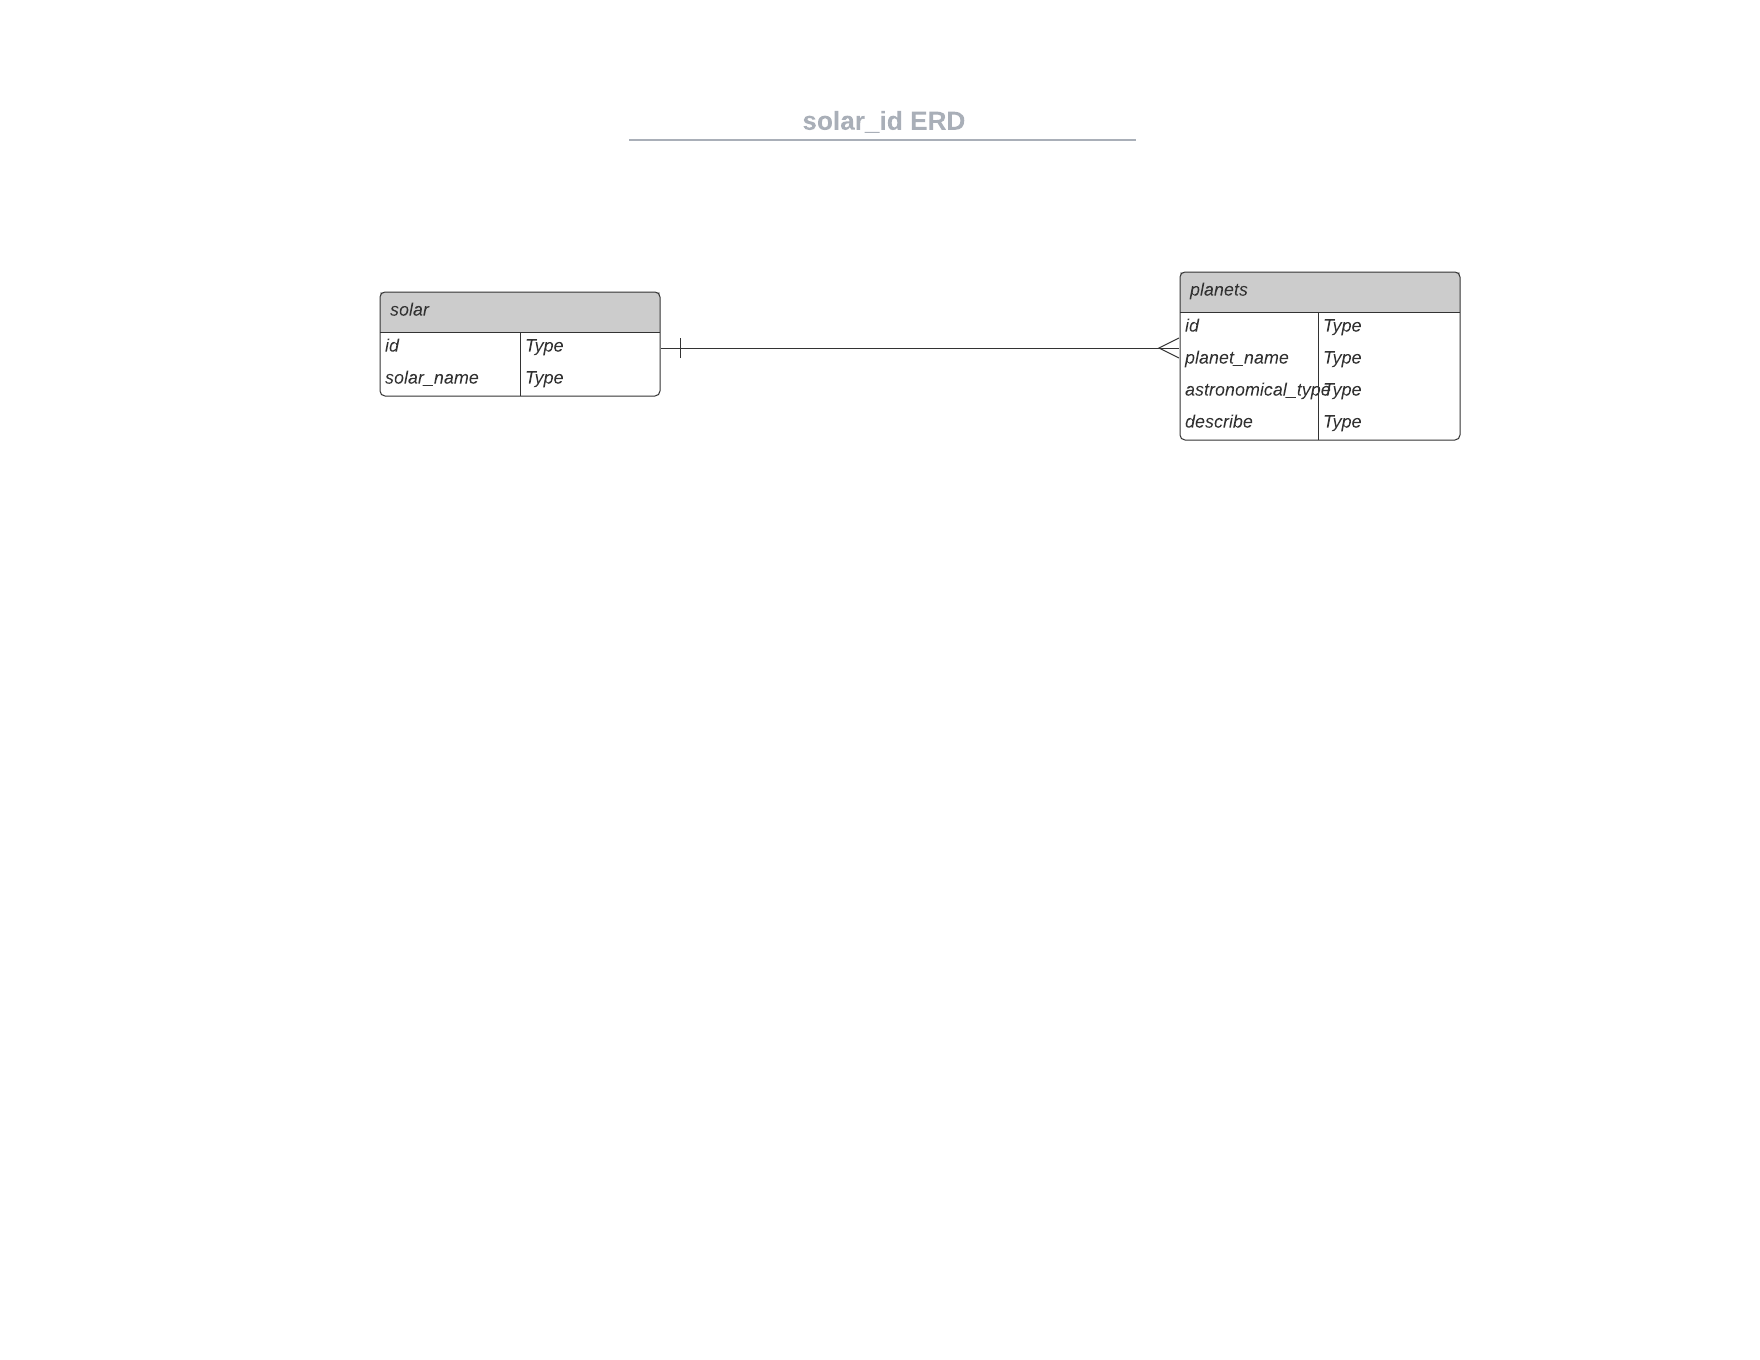 solar_id ERD
solar
id Type
solar_name Type
planets
id Type
planet_name Type
astronomical_type Type
describe Type